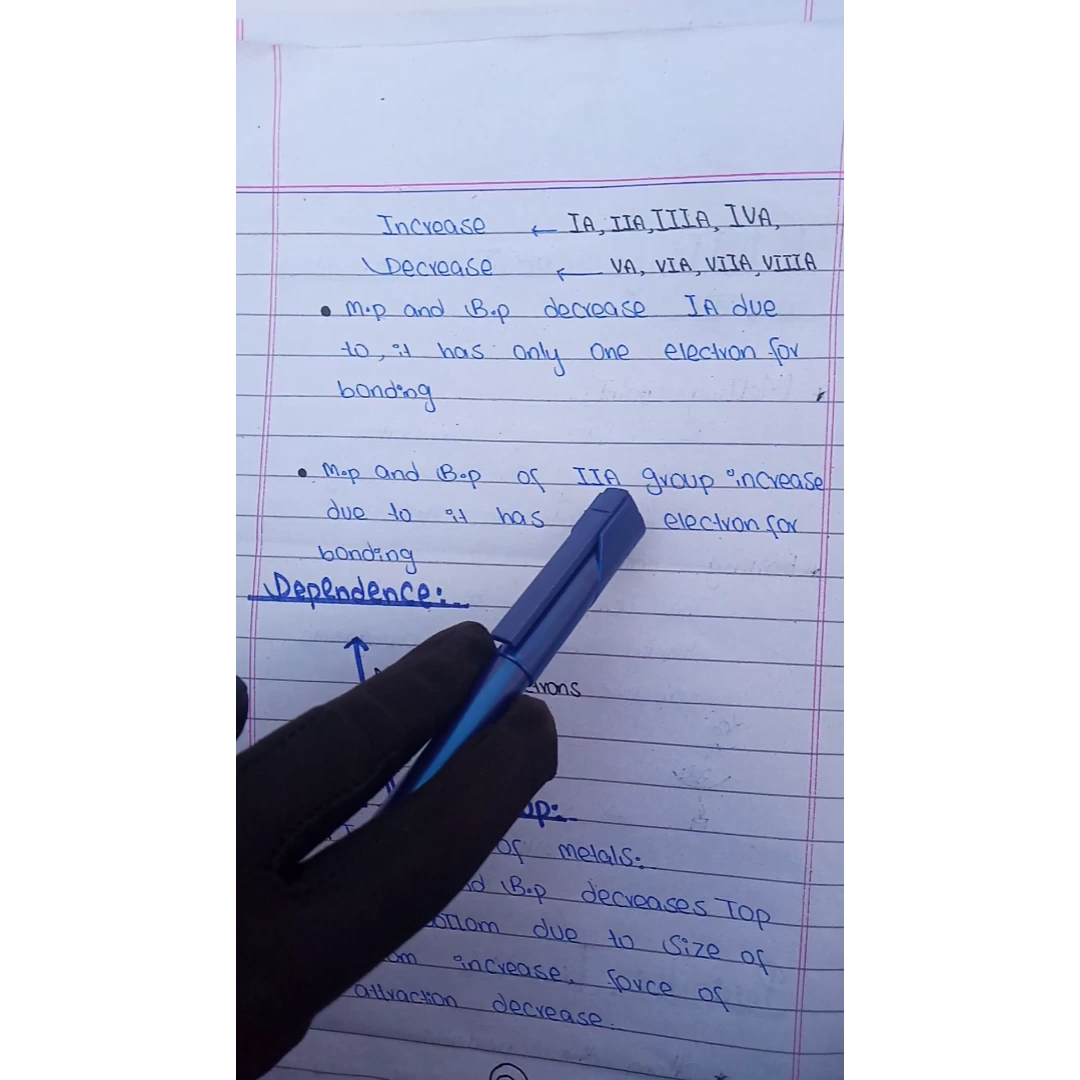 Increase ← IA, IIA, IIIA, IVA,
Decrease ← VA, VIA, VIIA, VIIIA
• M.p and B.p decrease IA due
to, it has only one electron for
bonding
• M.p and B.p of IIA group increase
due to it has electron for
bonding
Dependence:
of metals:
B.p decreases Top
due to size of
increase, force of
attraction decrease.